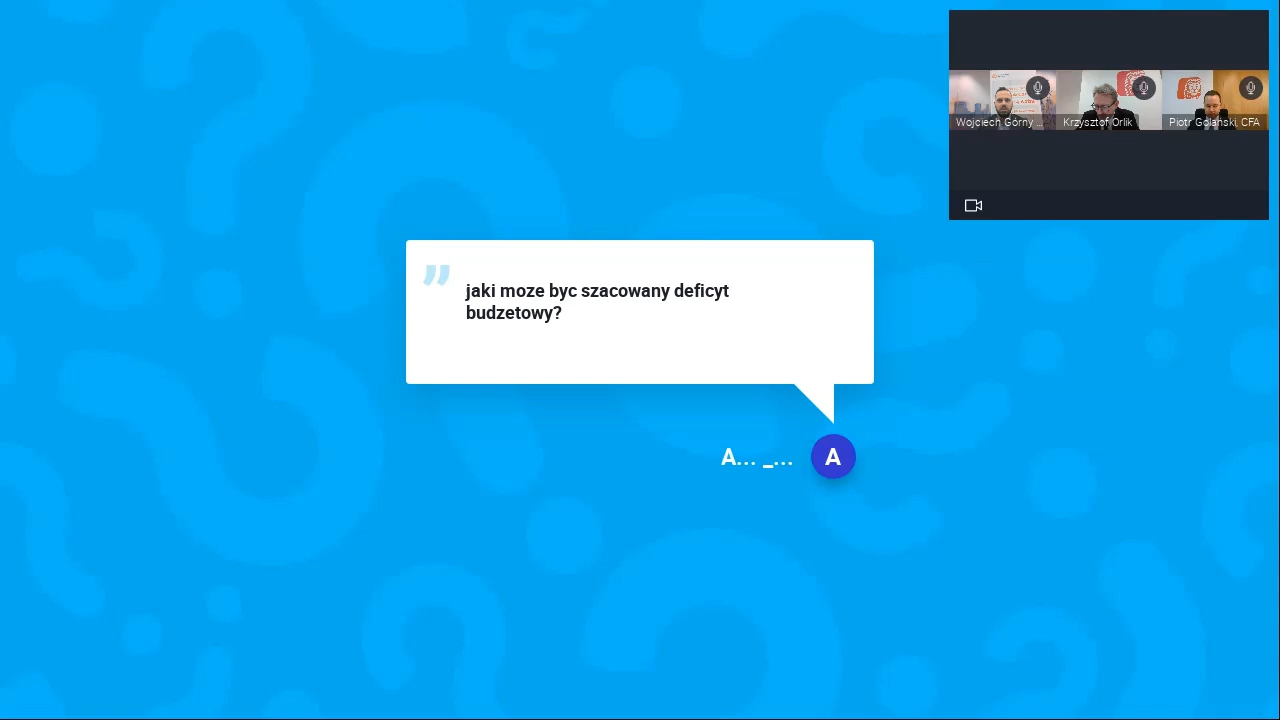 Wojciech Górny ...
Krzysztof Orlik
Piotr Golański, CFA
” jaki moze byc szacowany deficyt
budzetowy?
A... _... A